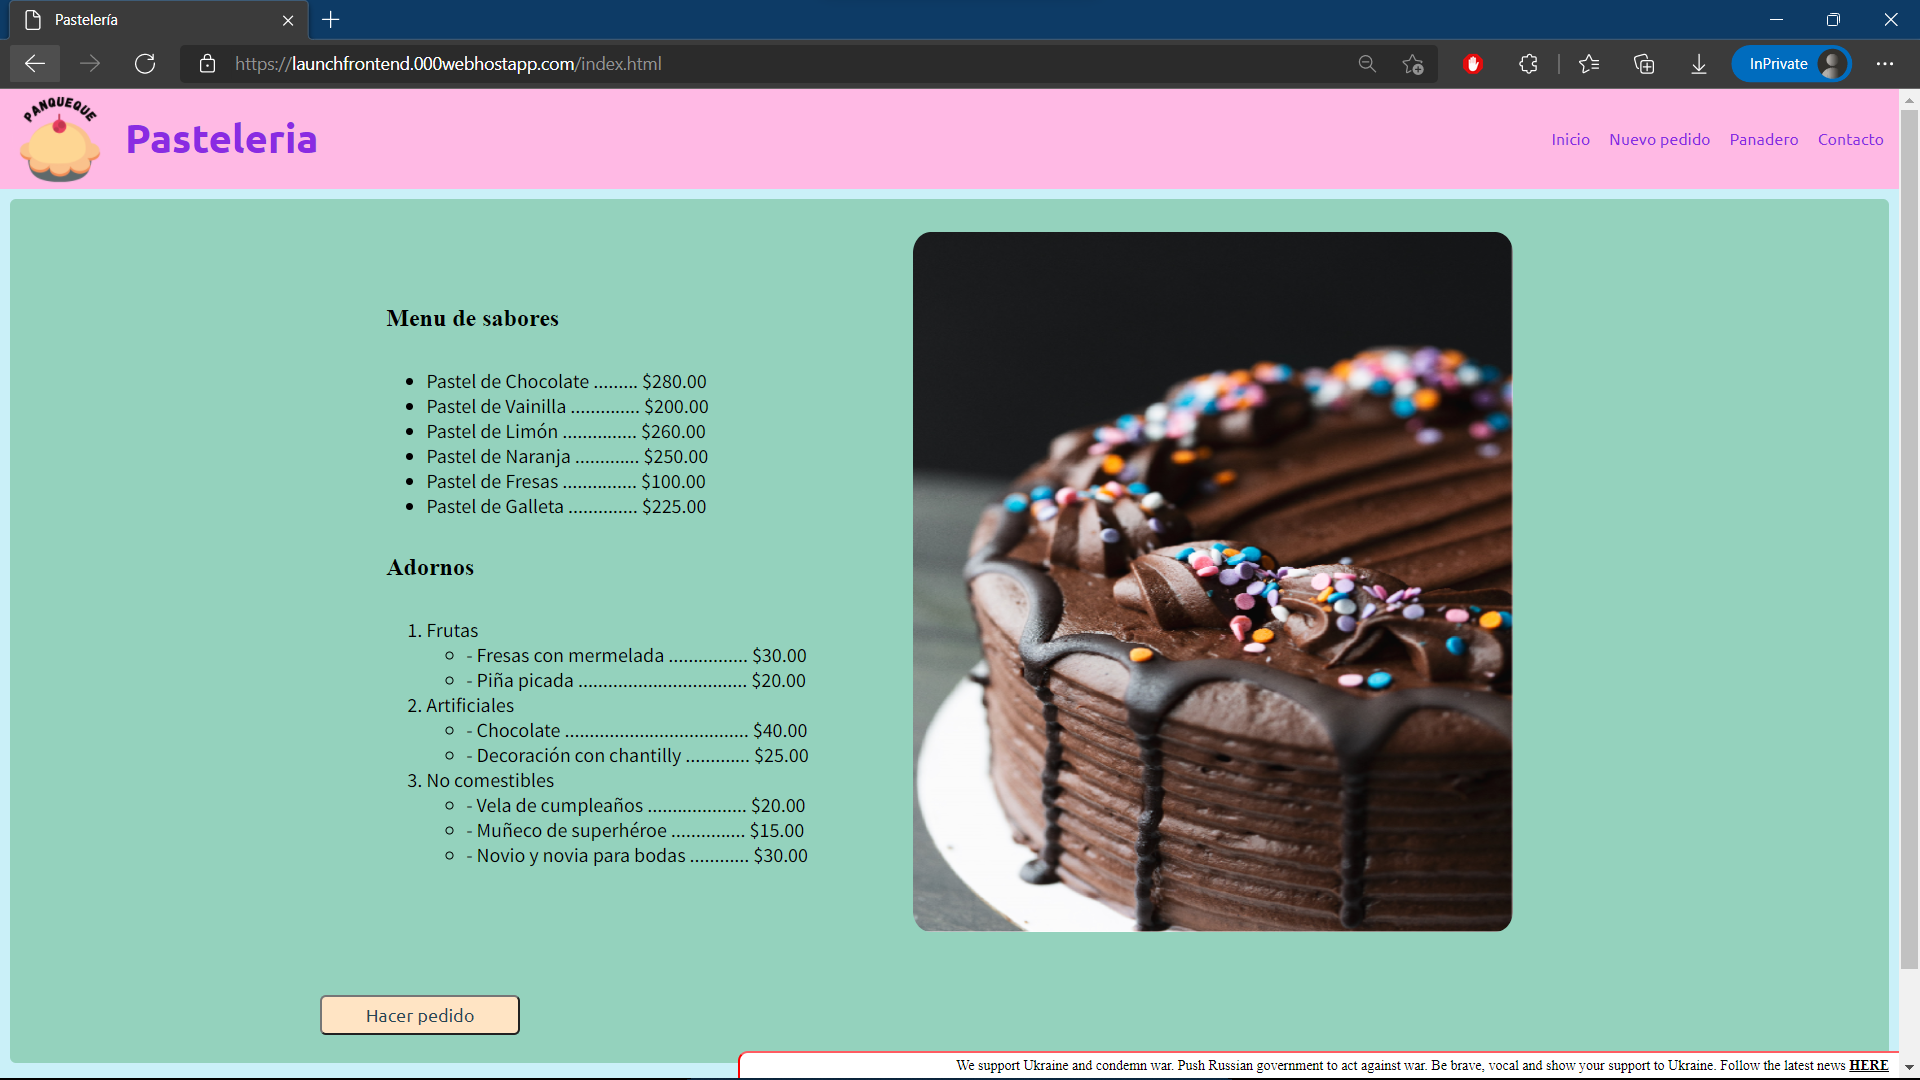 Pastelería
https://launchfrontend.000webhostapp.com/index.html
InPrivate
PANQUEQUE
Pasteleria
Inicio Nuevo pedido Panadero Contacto
Menu de sabores
Pastel de Chocolate ......... $280.00
Pastel de Vainilla .............. $200.00
Pastel de Limón ............... $260.00
Pastel de Naranja ............. $250.00
Pastel de Fresas ............... $100.00
Pastel de Galleta .............. $225.00
Adornos
1. Frutas
- Fresas con mermelada ................ $30.00
- Piña picada .................................. $20.00
2. Artificiales
- Chocolate ..................................... $40.00
- Decoración con chantilly ............. $25.00
3. No comestibles
- Vela de cumpleaños .................... $20.00
- Muñeco de superhéroe ............... $15.00
- Novio y novia para bodas ............ $30.00
Hacer pedido
We support Ukraine and condemn war. Push Russian government to act against war. Be brave, vocal and show your support to Ukraine. Follow the latest news HERE